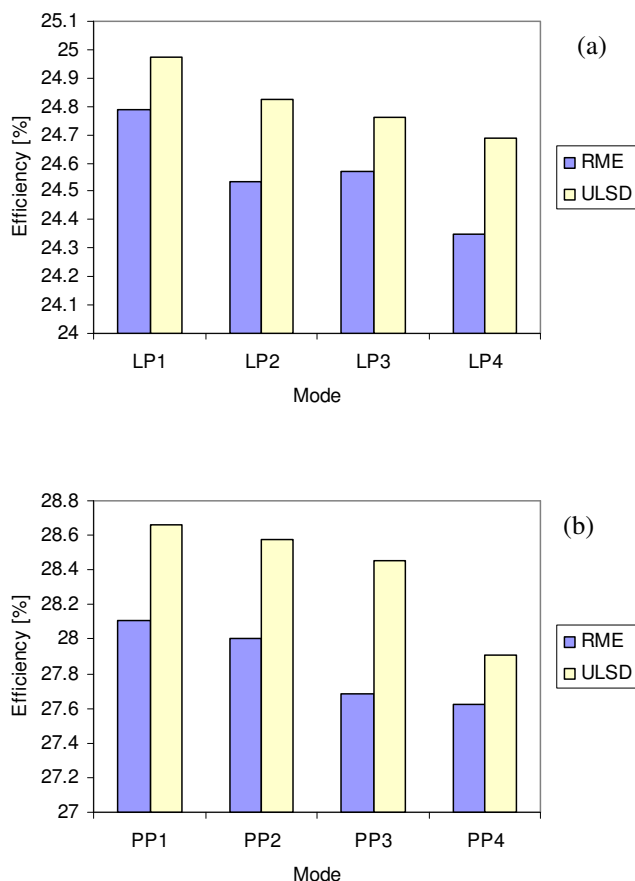 (a)
Efficiency [%]
25.1
25
24.9
24.8
24.7
24.6
24.5
24.4
24.3
24.2
24.1
24
LP1 LP2 LP3 LP4
Mode
RME
ULSD
(b)
Efficiency [%]
28.8
28.6
28.4
28.2
28
27.8
27.6
27.4
27.2
27
PP1 PP2 PP3 PP4
Mode
RME
ULSD